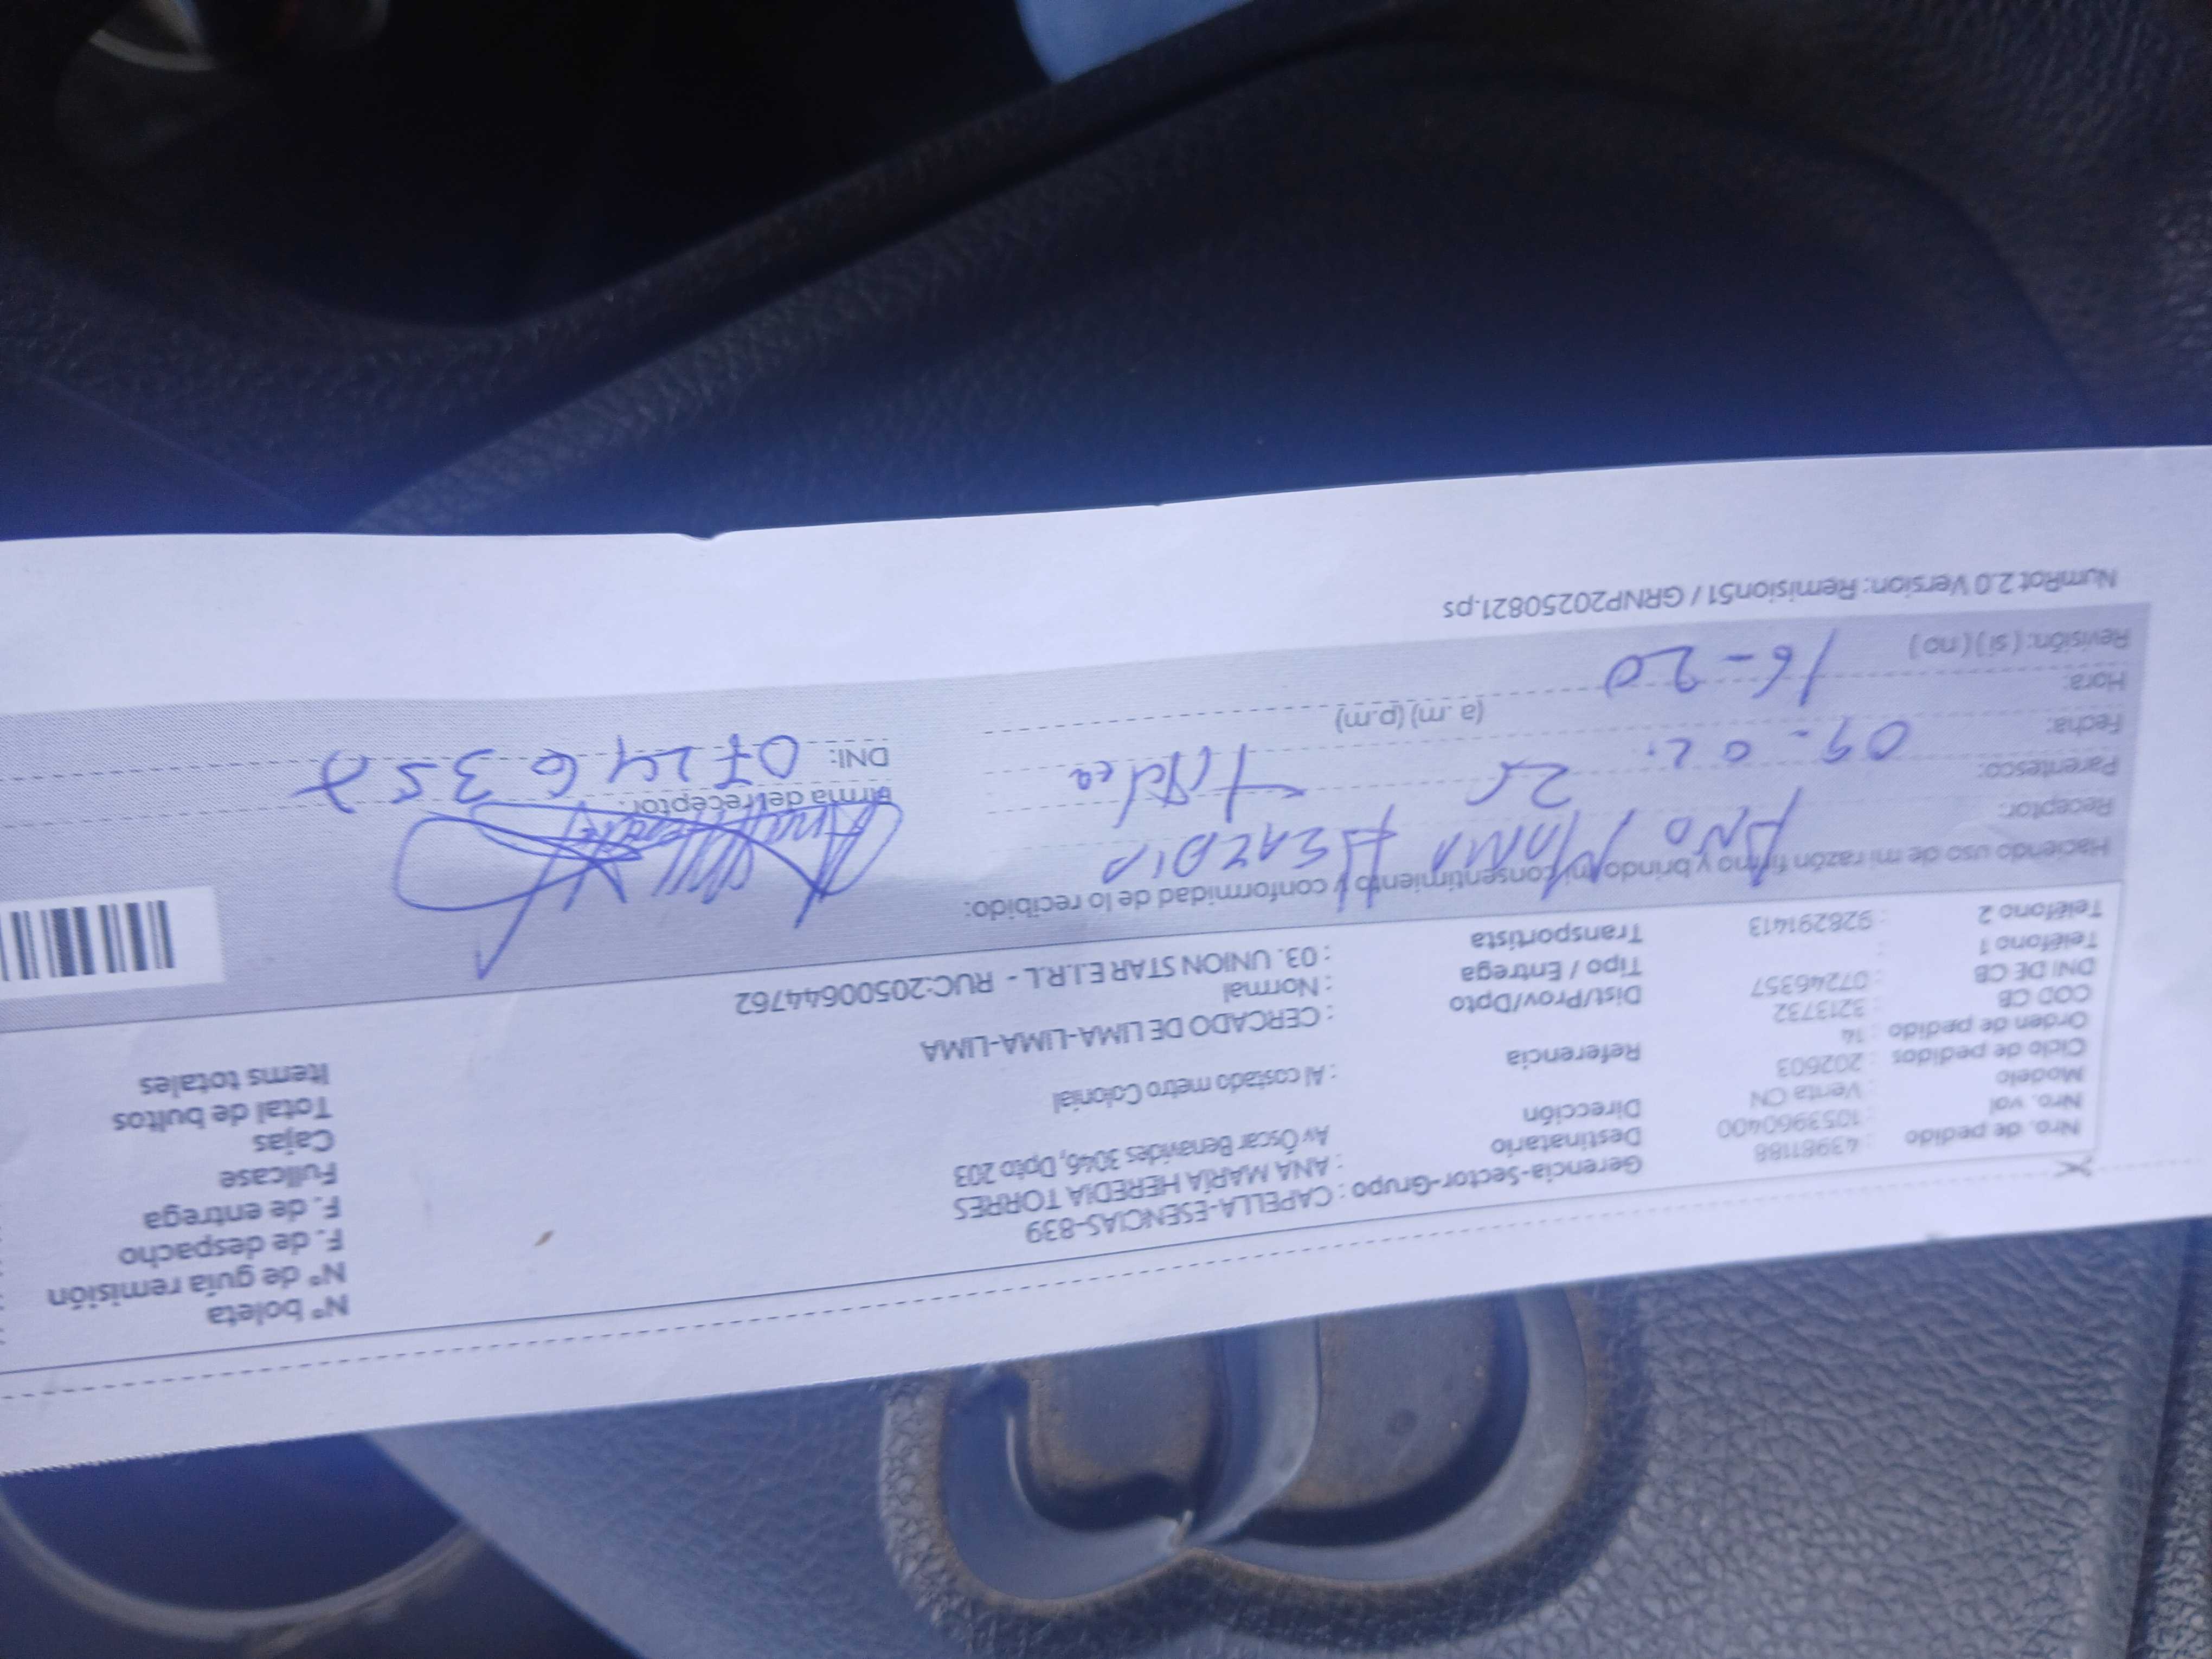 Nº boleta
Nº de guía remisión
F. de despacho
F. de entrega
Fullcase
Cajas
Total de bultos
Items totales
Gerencia-Sector-Grupo : CAPELLA-ESENCIAS-839
Destinatario : ANA MARÍA HEREDIA TORRES
Dirección Av Óscar Benavides 3046, Dpto 203
Referencia : Al costado metro Colonial
Dist/Prov/Dpto : CERCADO DE LIMA-LIMA-LIMA
Tipo / Entrega : Normal
Transportista : 03. UNION STAR E.I.R.L - RUC:20500644762
Nro. de pedido : 43981188
Nro. val : 1053960400
Modelo : Venta CN
Ciclo de pedidos : 202603
Orden de pedido : 14
COD CB : 3213732
DNI DE CB : 07246357
Teléfono 1 :
Teléfono 2 : 928291413
Haciendo uso de mi razón firmo y brindo mi consentimiento y conformidad de lo recibido:
Receptor:
Parentesco:
Fecha: 09-02.
Hora: 16-20 (a.m) (p.m)
Revisión: ( si ) ( no )
Firma del receptor:
DNI: 07246357
NumRot 2.0 Version: Remision51 / GRNP20250821.ps